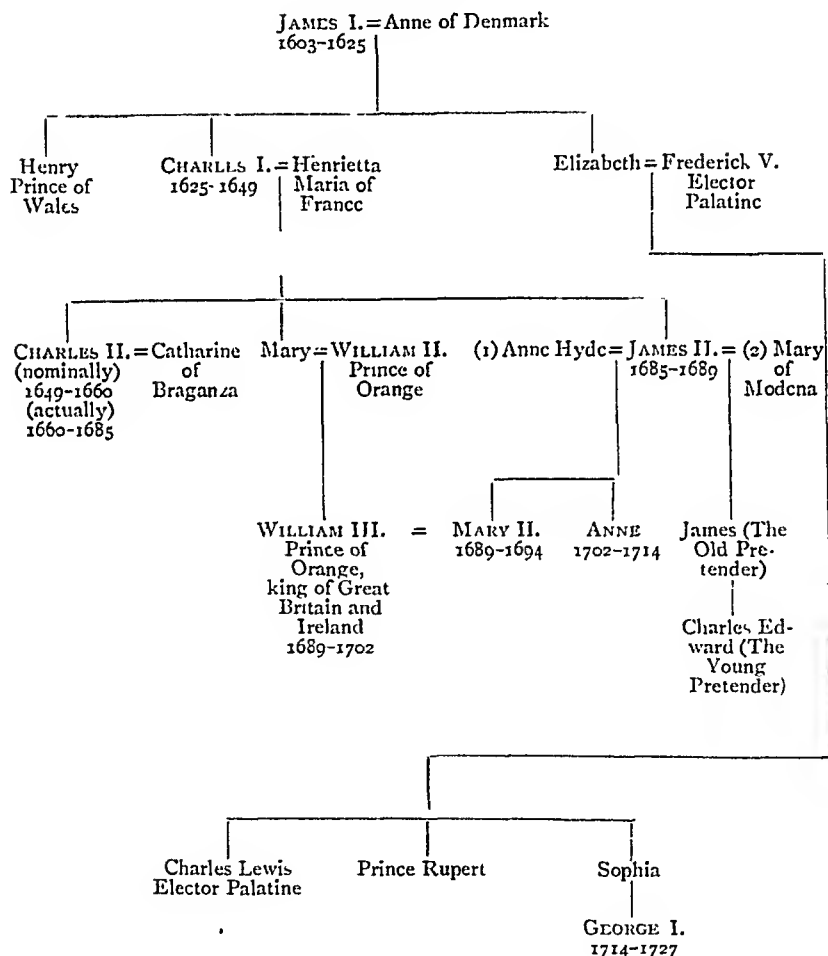 JAMES I. = Anne of Denmark
1603-1625
Henry
Prince of
Wales
CHARLLS I. = Henrietta
1625-1649
Maria of
France
Elizabeth = Frederick V.
Elector
Palatine
CHARLES II. = Catharine
(nominally)
of
1649-1660
Braganza
(actually)
1660-1685
Mary = WILLIAM II.
Prince of
Orange
(1) Anne Hyde = JAMES II. = (2) Mary
1685-1689
of
Modena
WILLIAM III. = MARY II.
Prince of
Orange,
king of Great
Britain and
Ireland
1689-1702
1689-1694
ANNE
1702-1714
James (The
Old Pre-
tender)
Charles Ed-
ward (The
Young
Pretender)
Charles Lewis
Elector Palatine
Prince Rupert
Sophia
GEORGE I.
1714-1727